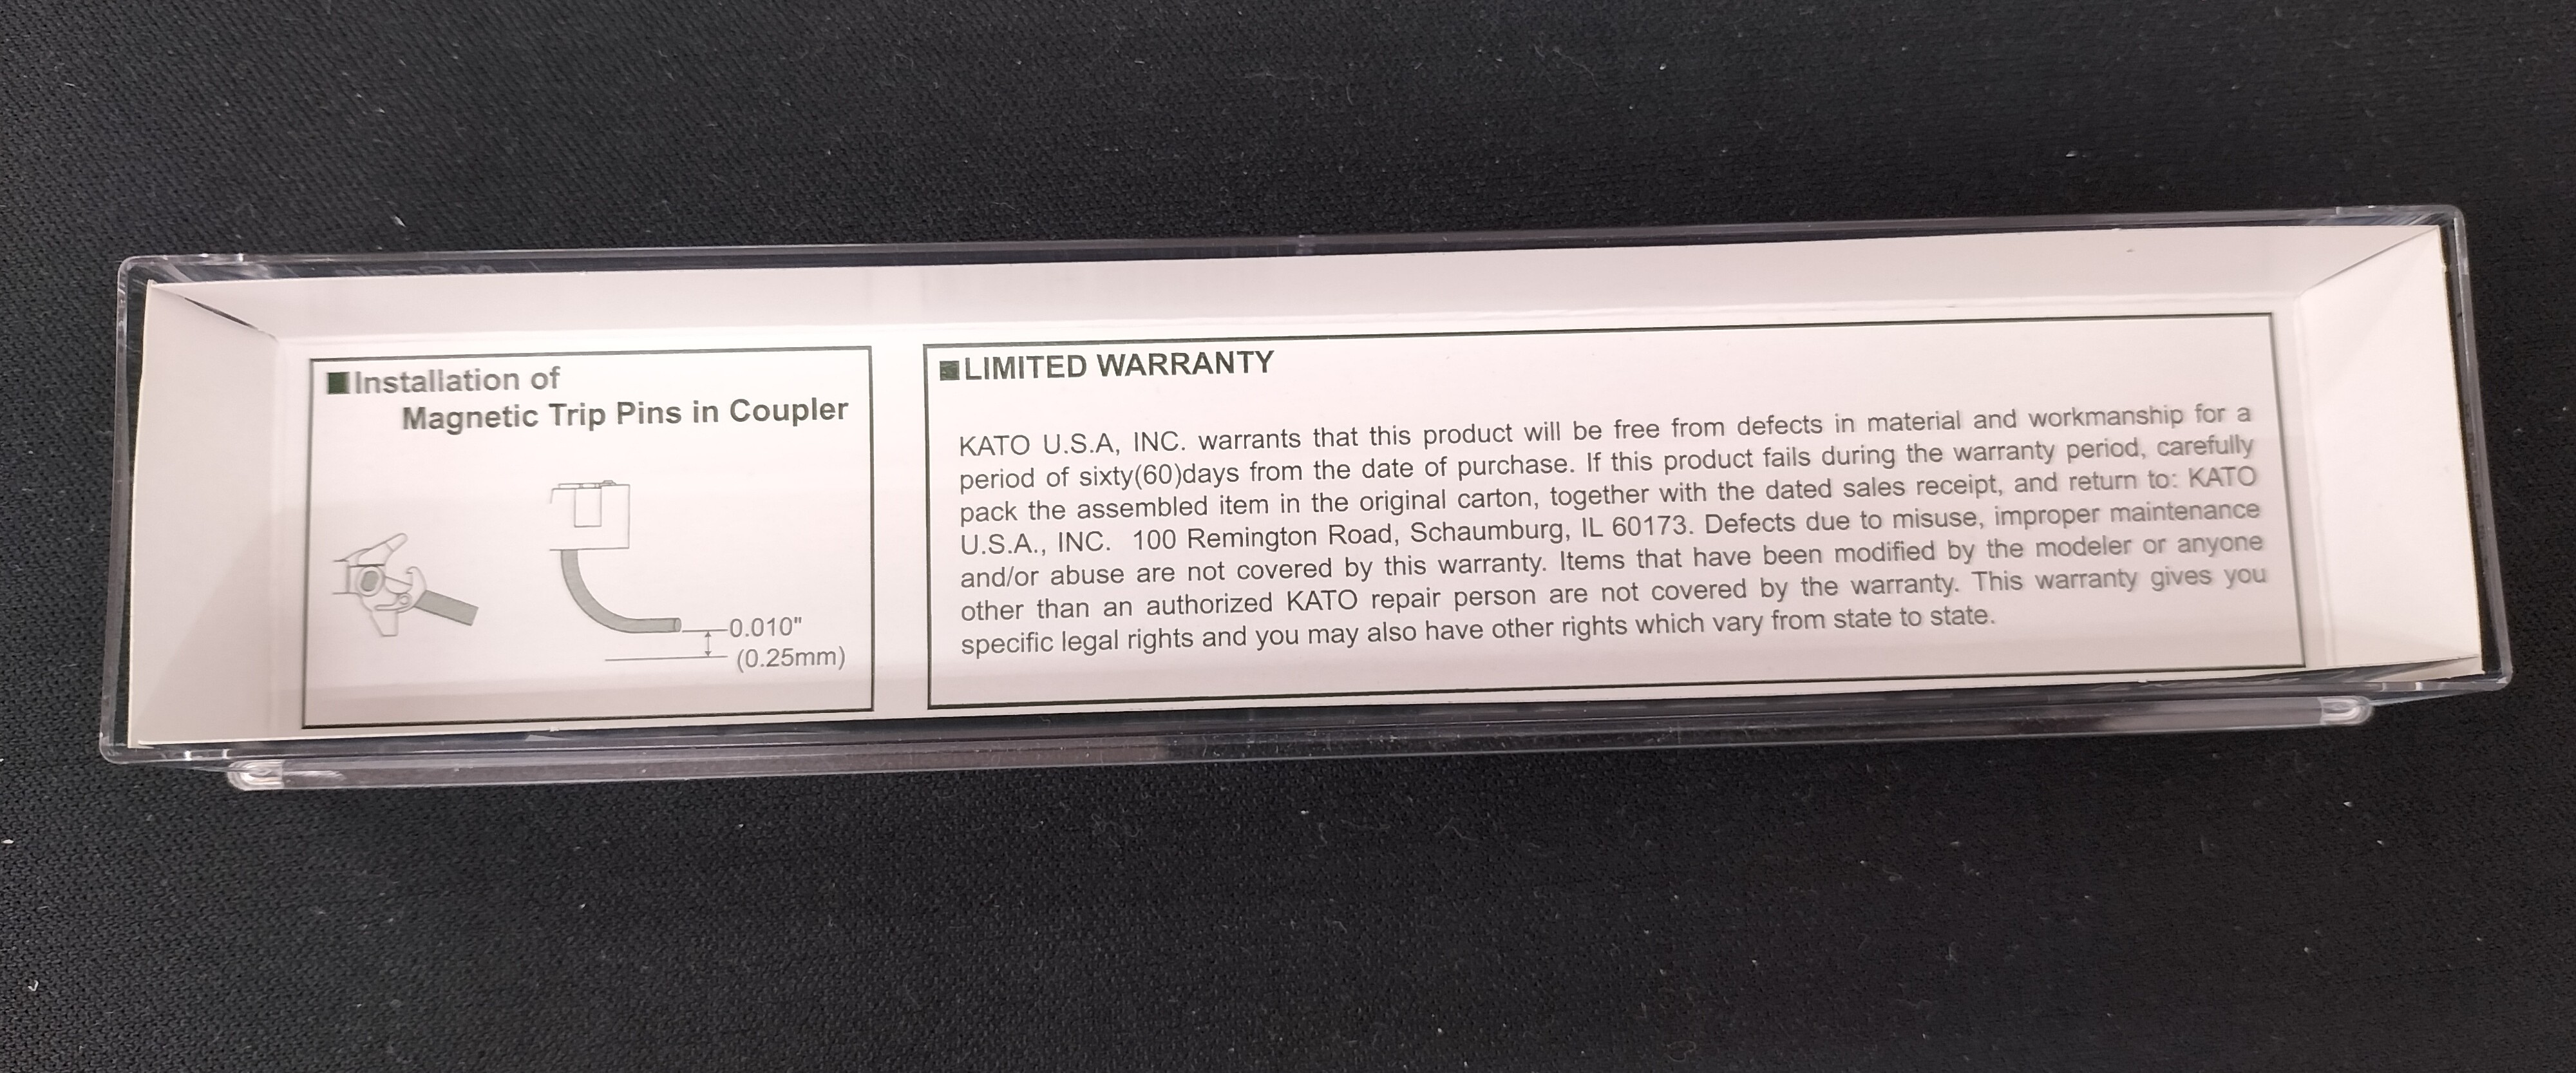 ■Installation of
Magnetic Trip Pins in Coupler
0.010"
(0.25mm)
■LIMITED WARRANTY
KATO U.S.A, INC. warrants that this product will be free from defects in material and workmanship for a
period of sixty(60)days from the date of purchase. If this product fails during the warranty period, carefully
pack the assembled item in the original carton, together with the dated sales receipt, and return to: KATO
U.S.A., INC.  100 Remington Road, Schaumburg, IL 60173. Defects due to misuse, improper maintenance
and/or abuse are not covered by this warranty. Items that have been modified by the modeler or anyone
other than an authorized KATO repair person are not covered by the warranty. This warranty gives you
specific legal rights and you may also have other rights which vary from state to state.